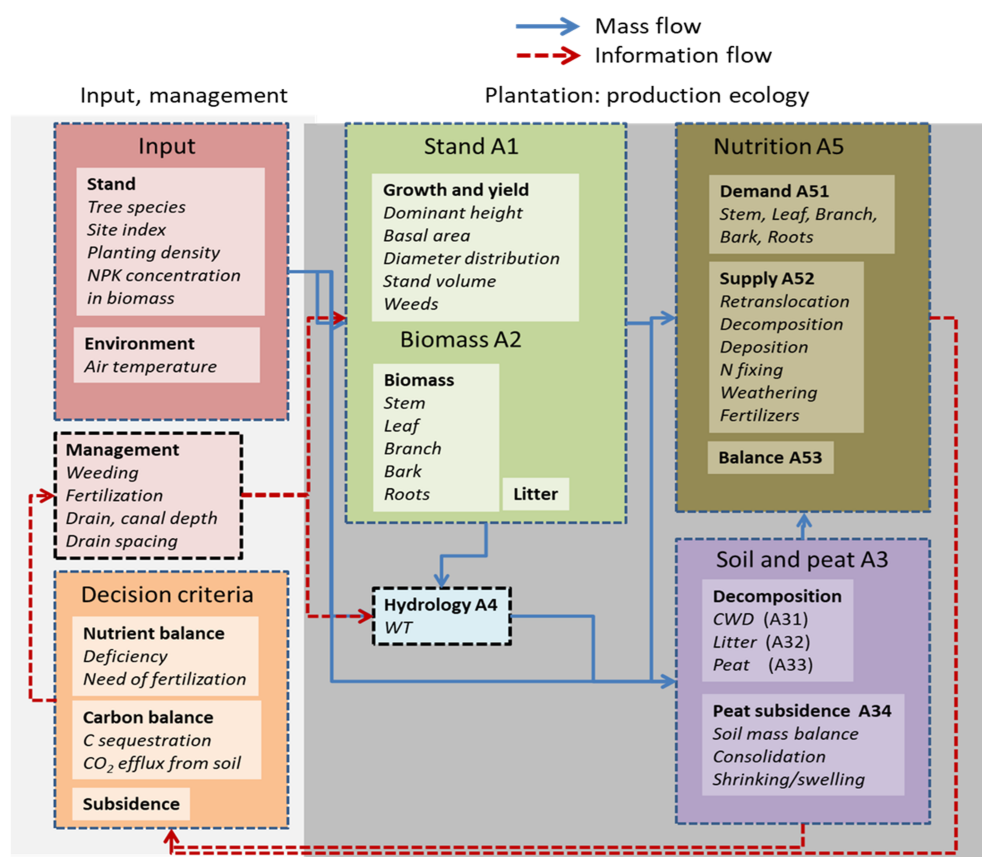 Mass flow
Information flow
Input, management
Plantation: production ecology
Input
Stand
Tree species
Site index
Planting density
NPK concentration
in biomass
Environment
Air temperature
Management
Weeding
Fertilization
Drain, canal depth
Drain spacing
Decision criteria
Nutrient balance
Deficiency
Need of fertilization
Carbon balance
C sequestration
CO2 efflux from soil
Subsidence
Stand A1
Growth and yield
Dominant height
Basal area
Diameter distribution
Stand volume
Weeds
Biomass A2
Biomass
Stem
Leaf
Branch
Bark
Roots
Litter
Hydrology A4
WT
Nutrition A5
Demand A51
Stem, Leaf, Branch,
Bark, Roots
Supply A52
Retranslocation
Decomposition
Deposition
N fixing
Weathering
Fertilizers
Balance A53
Soil and peat A3
Decomposition
CWD (A31)
Litter (A32)
Peat (A33)
Peat subsidence A34
Soil mass balance
Consolidation
Shrinking/swelling